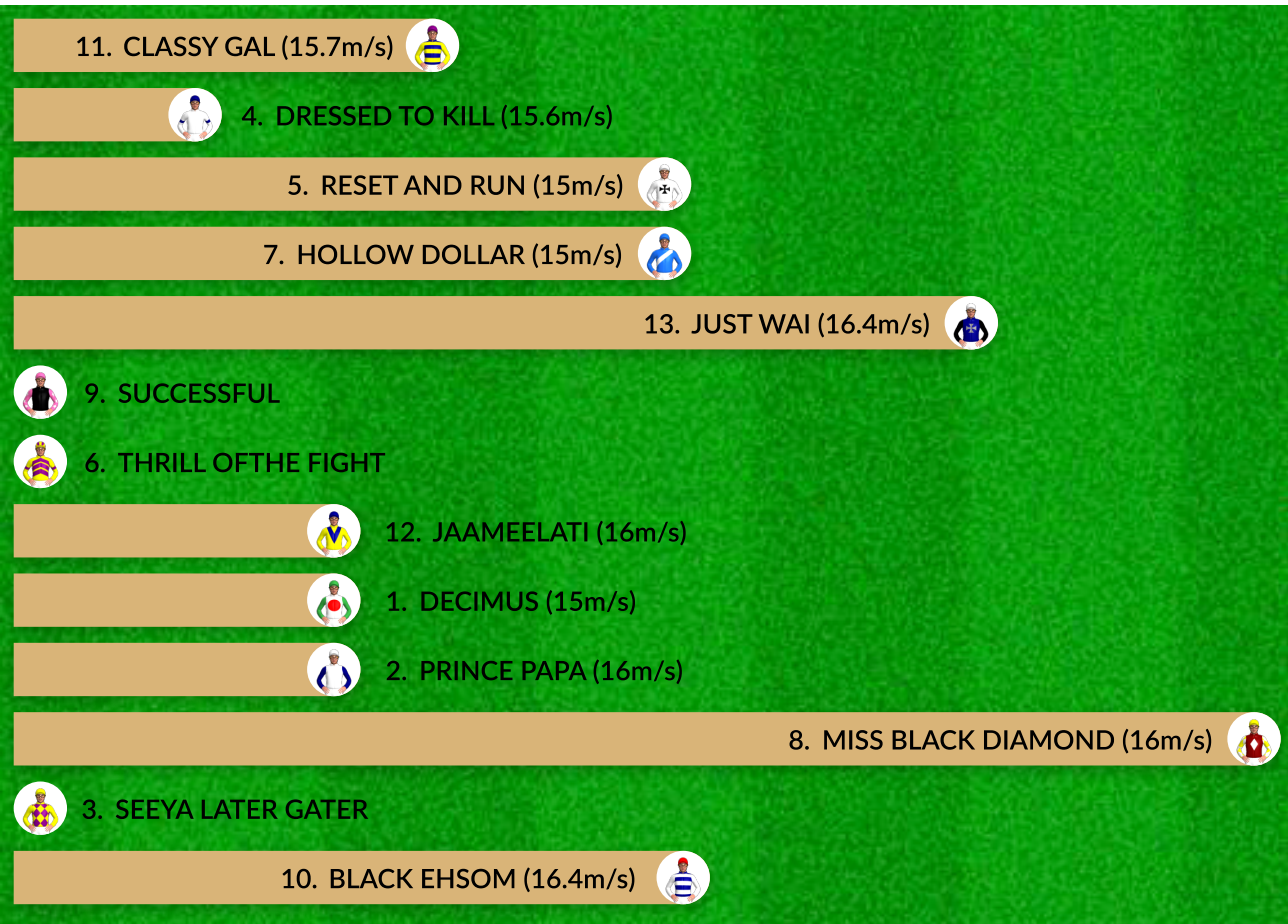 11. CLASSY GAL (15.7m/s)
4. DRESSED TO KILL (15.6m/s)
5. RESET AND RUN (15m/s)
7. HOLLOW DOLLAR (15m/s)
13. JUST WAI (16.4m/s)
9. SUCCESSFUL
6. THRILL OFTHE FIGHT
12. JAAMEELATI (16m/s)
1. DECIMUS (15m/s)
2. PRINCE PAPA (16m/s)
8. MISS BLACK DIAMOND (16m/s)
3. SEEYA LATER GATER
10. BLACK EHSOM (16.4m/s)